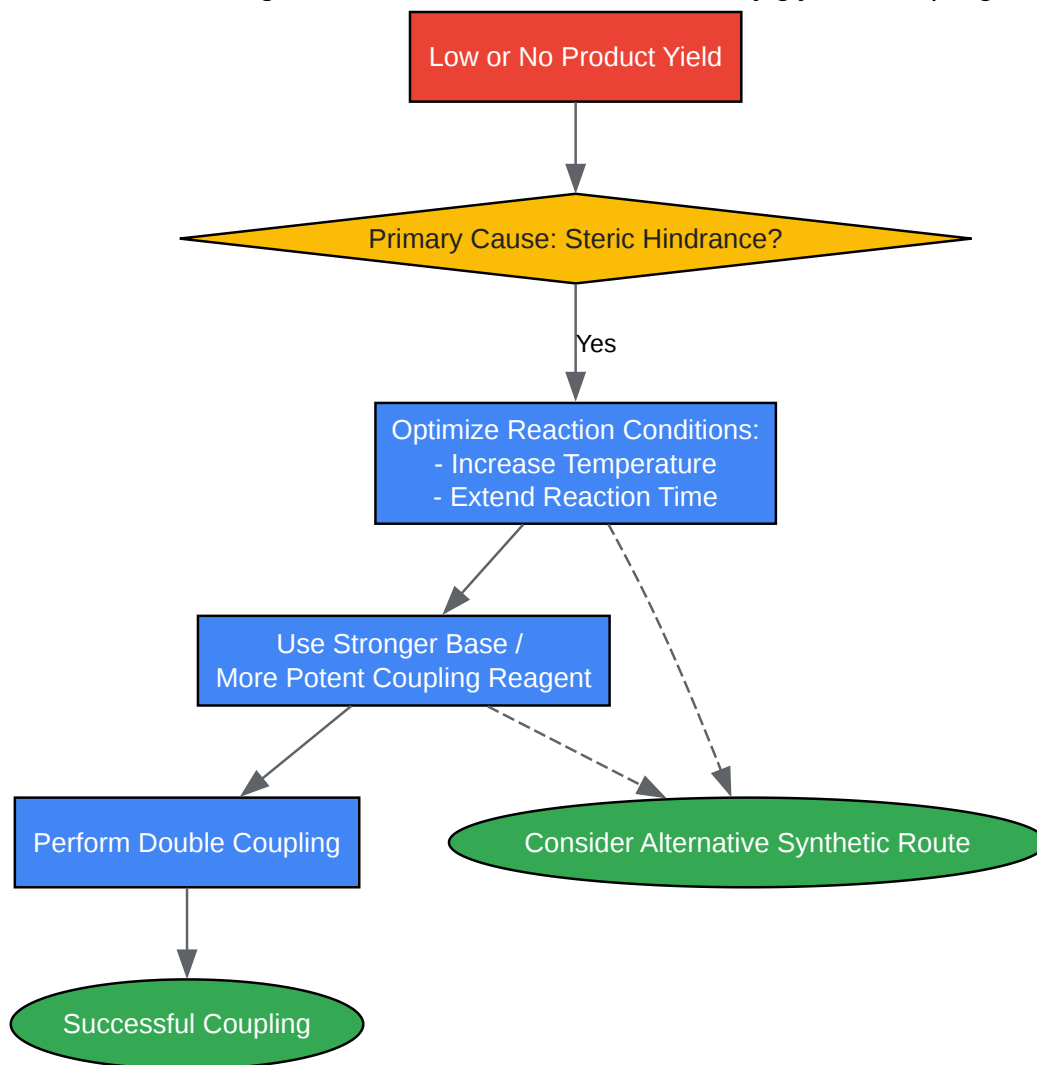 Low or No Product Yield
Primary Cause: Steric Hindrance?
Yes
Optimize Reaction Conditions:
- Increase Temperature
- Extend Reaction Time
Use Stronger Base /
More Potent Coupling Reagent
Perform Double Coupling
Consider Alternative Synthetic Route
Successful Coupling